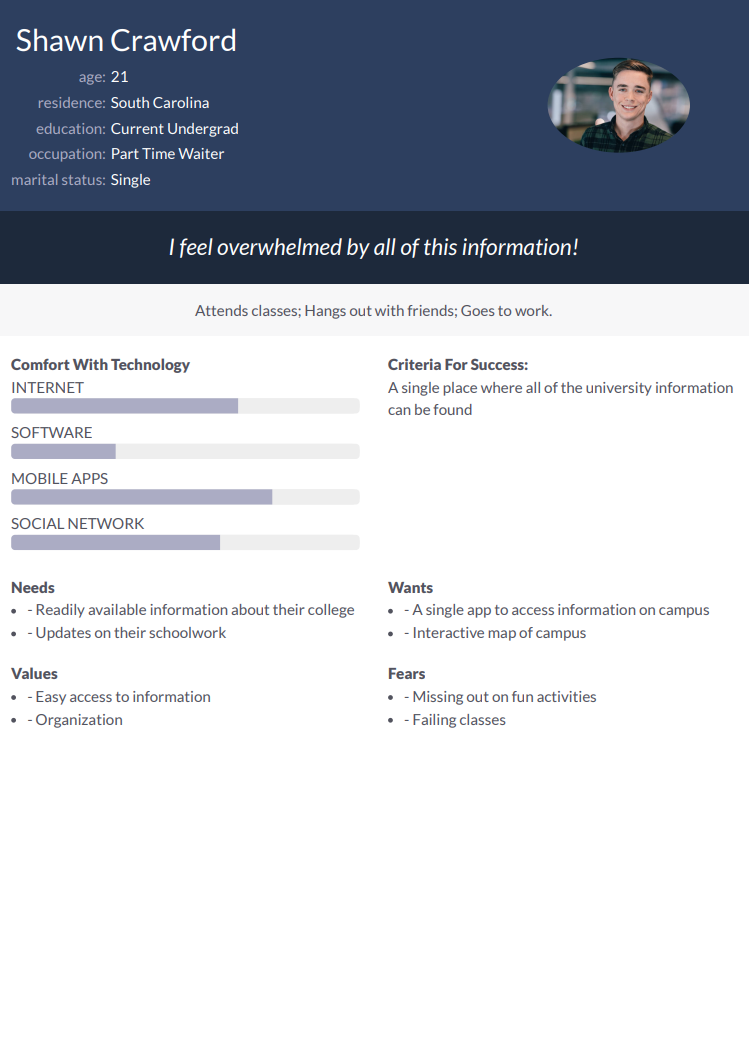 Shawn Crawford
age: 21
residence: South Carolina
education: Current Undergrad
occupation: Part Time Waiter
marital status: Single
I feel overwhelmed by all of this information!
Attends classes; Hangs out with friends; Goes to work.
Comfort With Technology
INTERNET
SOFTWARE
MOBILE APPS
SOCIAL NETWORK
Criteria For Success:
A single place where all of the university information
can be found
Needs
• - Readily available information about their college
• - Updates on their schoolwork
Wants
• - A single app to access information on campus
• - Interactive map of campus
Values
• - Easy access to information
• - Organization
Fears
• - Missing out on fun activities
• - Failing classes